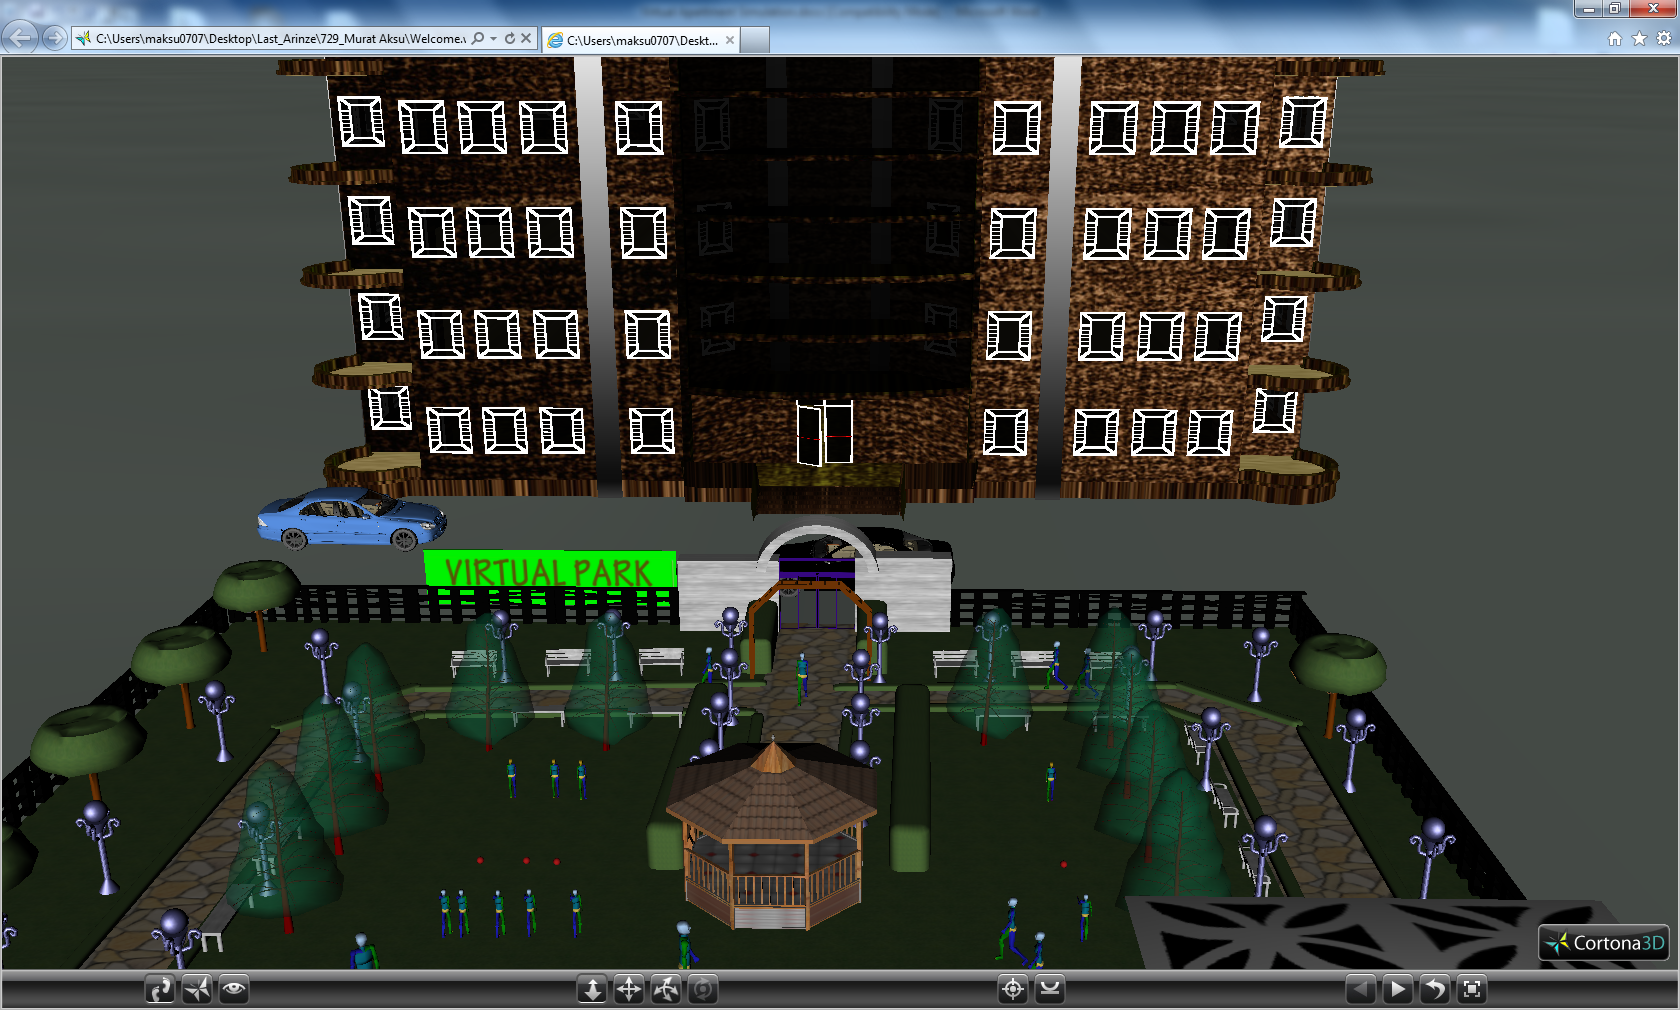 C:\Users\maksu0707\Desktop\Last_Arinze\729_Murat Aksu\Welcome.v
C:\Users\maksu0707\Deskt...
VIRTUAL PARK
Cortona3D